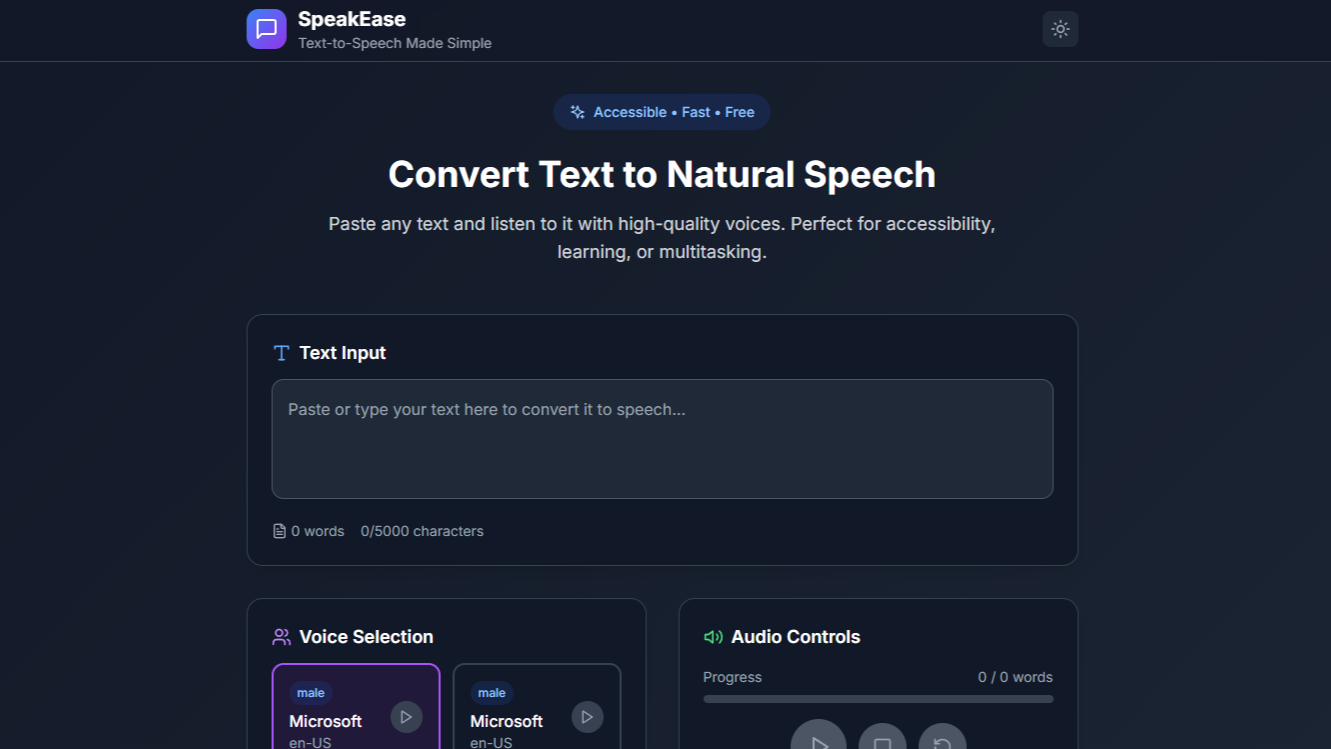 SpeakEase
Text-to-Speech Made Simple
Accessible • Fast • Free
Convert Text to Natural Speech
Paste any text and listen to it with high-quality voices. Perfect for accessibility,
learning, or multitasking.
Text Input
Paste or type your text here to convert it to speech...
0 words 0/5000 characters
Voice Selection
male
Microsoft
en-US
male
Microsoft
en-US
Audio Controls
Progress 0 / 0 words